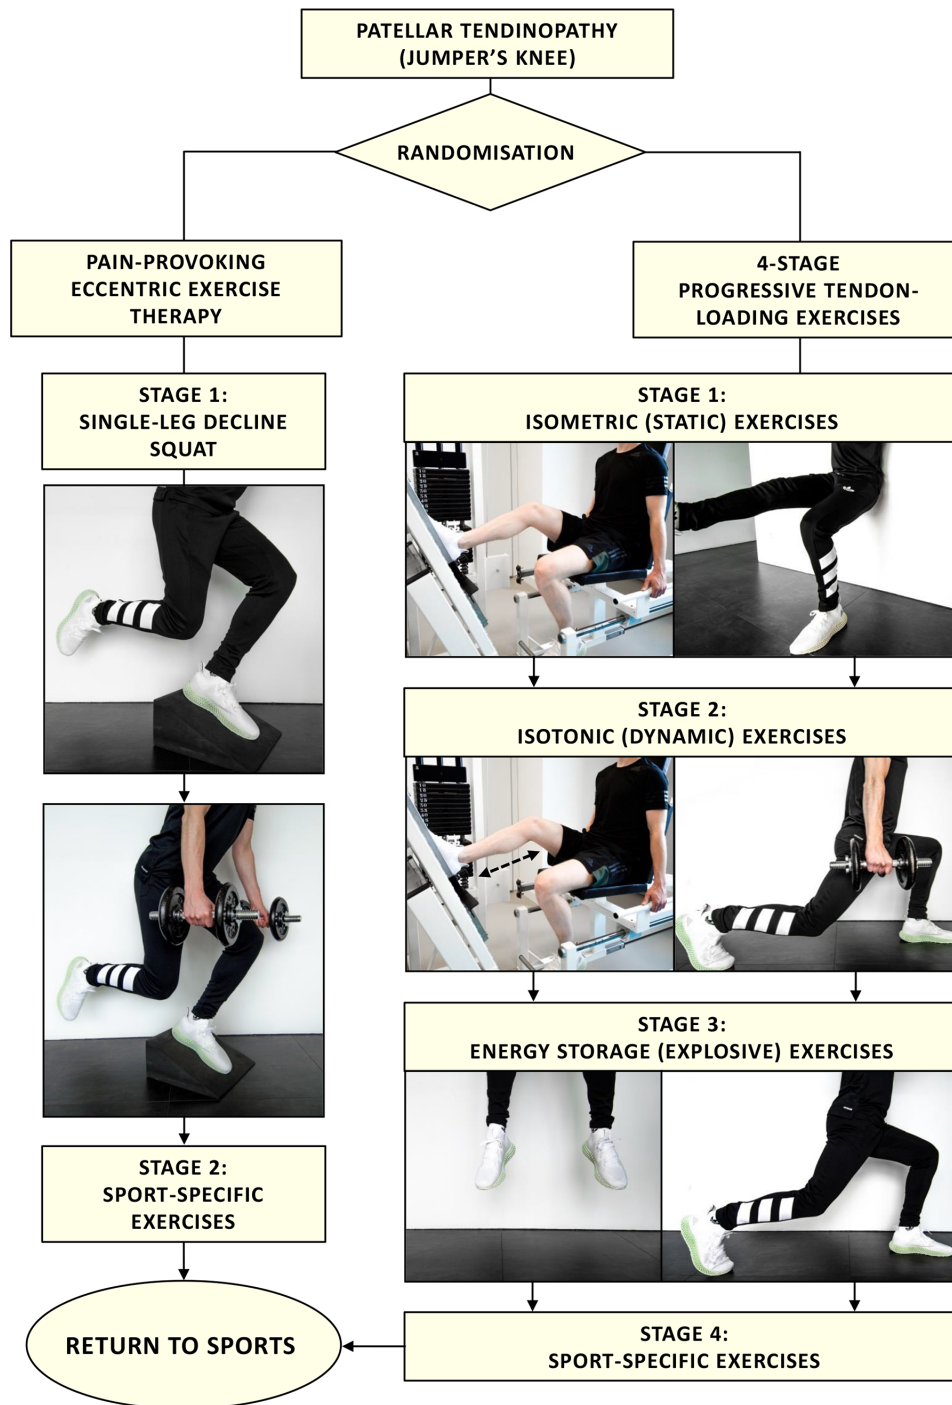 PATELLAR TENDINOPATHY
(JUMPER’S KNEE)
RANDOMISATION
PAIN-PROVOKING
ECCENTRIC EXERCISE
THERAPY
STAGE 1:
SINGLE-LEG DECLINE
SQUAT
STAGE 2:
SPORT-SPECIFIC
EXERCISES
4-STAGE
PROGRESSIVE TENDON-
LOADING EXERCISES
STAGE 1:
ISOMETRIC (STATIC) EXERCISES
STAGE 2:
ISOTONIC (DYNAMIC) EXERCISES
STAGE 3:
ENERGY STORAGE (EXPLOSIVE) EXERCISES
STAGE 4:
SPORT-SPECIFIC EXERCISES
RETURN TO SPORTS